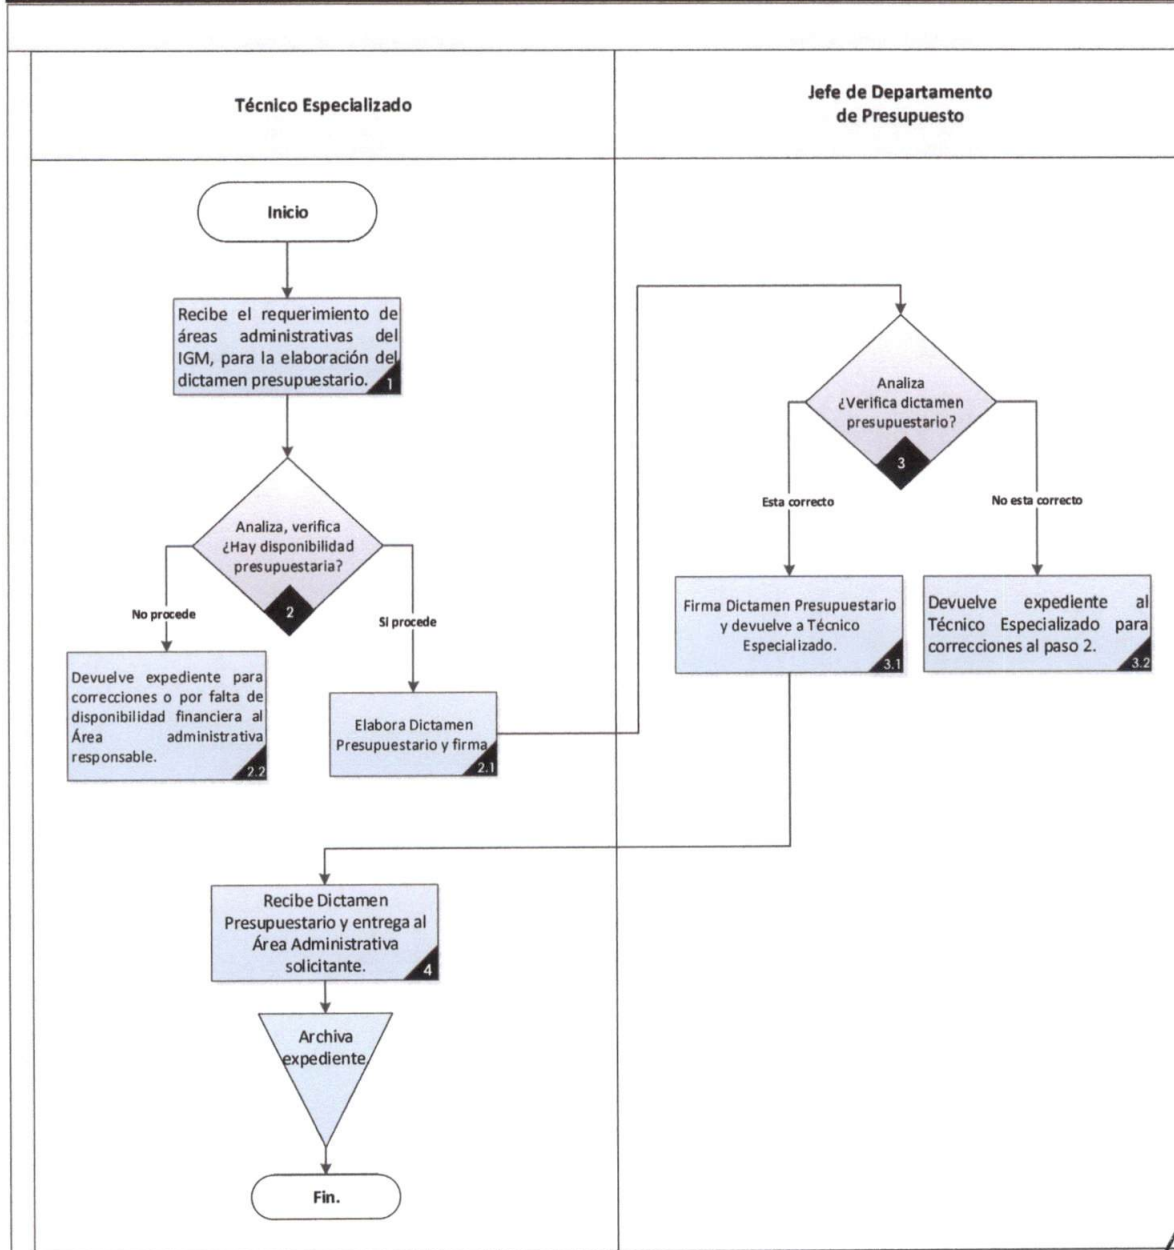 Técnico Especializado
Jefe de Departamento
de Presupuesto
Inicio
Recibe el requerimiento de
áreas administrativas del
IGM, para la elaboración del
dictamen presupuestario.
1
Analiza, verifica
¿Hay disponibilidad
presupuestaria?
2
No procede
Si procede
Devuelve expediente para
correcciones o por falta de
disponibilidad financiera al
Área administrativa
responsable.
2.2
Elabora Dictamen
Presupuestario y firma
2.1
Analiza
¿Verifica dictamen
presupuestario?
3
Esta correcto
No esta correcto
Firma Dictamen Presupuestario
y devuelve a Técnico
Especializado.
3.1
Devuelve expediente al
Técnico Especializado para
correcciones al paso 2.
3.2
Recibe Dictamen
Presupuestario y entrega al
Área Administrativa
solicitante.
4
Archiva
expediente
Fin.